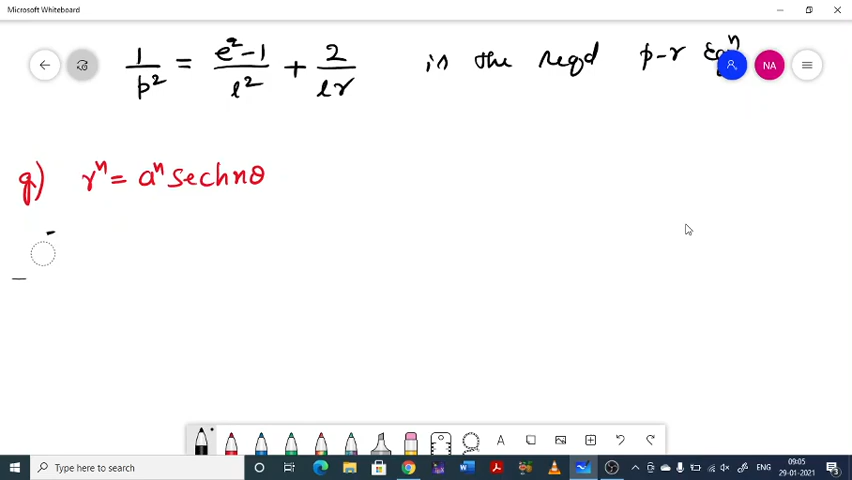 Microsoft Whiteboard
1/p² = (e²-1)/l² + 2/lr is the reqd p-r Eqⁿ
NA
g) rⁿ = aⁿ sechnθ
A
Type here to search
ENG
09:05
29-01-2021
3